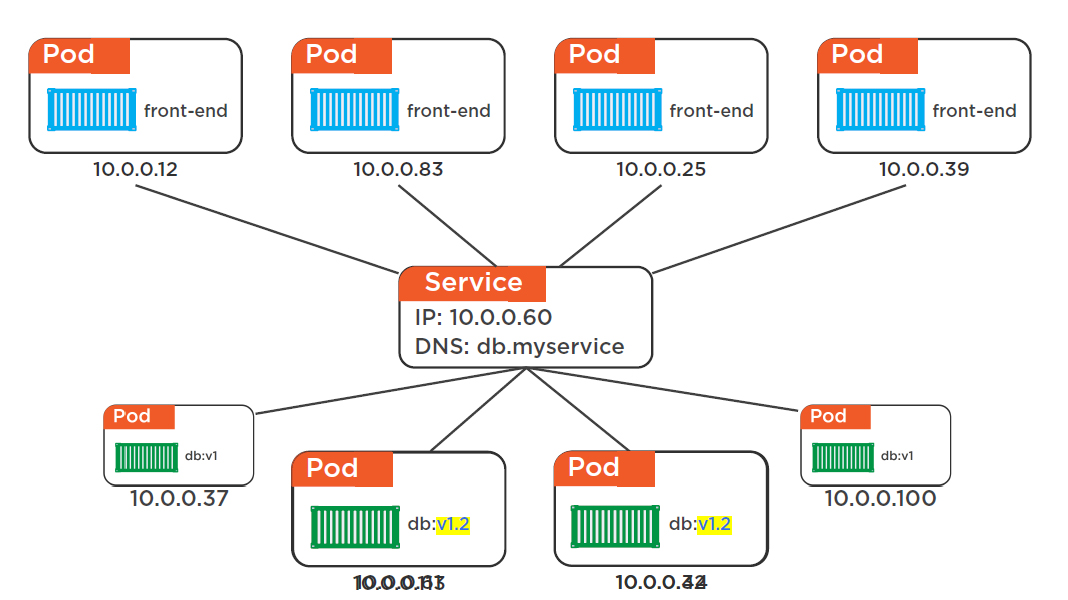 Pod
front-end
10.0.0.12
Pod
front-end
10.0.0.83
Pod
front-end
10.0.0.25
Pod
front-end
10.0.0.39
Service
IP: 10.0.0.60
DNS: db.myservice
Pod
db:v1
10.0.0.37
Pod
db:v1.2
Pod
db:v1.2
Pod
db:v1
10.0.0.100